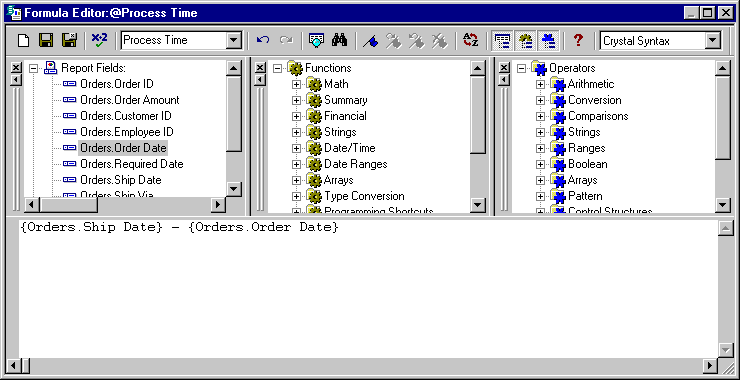 Formula Editor:@Process Time
X+2 Process Time ? Crystal Syntax
Report Fields:
Orders.Order ID
Orders.Order Amount
Orders.Customer ID
Orders.Employee ID
Orders.Order Date
Orders.Required Date
Orders.Ship Date
Orders.Ship Via
Functions
Math
Summary
Financial
Strings
Date/Time
Date Ranges
Arrays
Type Conversion
Programming Shortcuts
Operators
Arithmetic
Conversion
Comparisons
Strings
Ranges
Boolean
Arrays
Pattern
Control Structures
{Orders.Ship Date} - {Orders.Order Date}